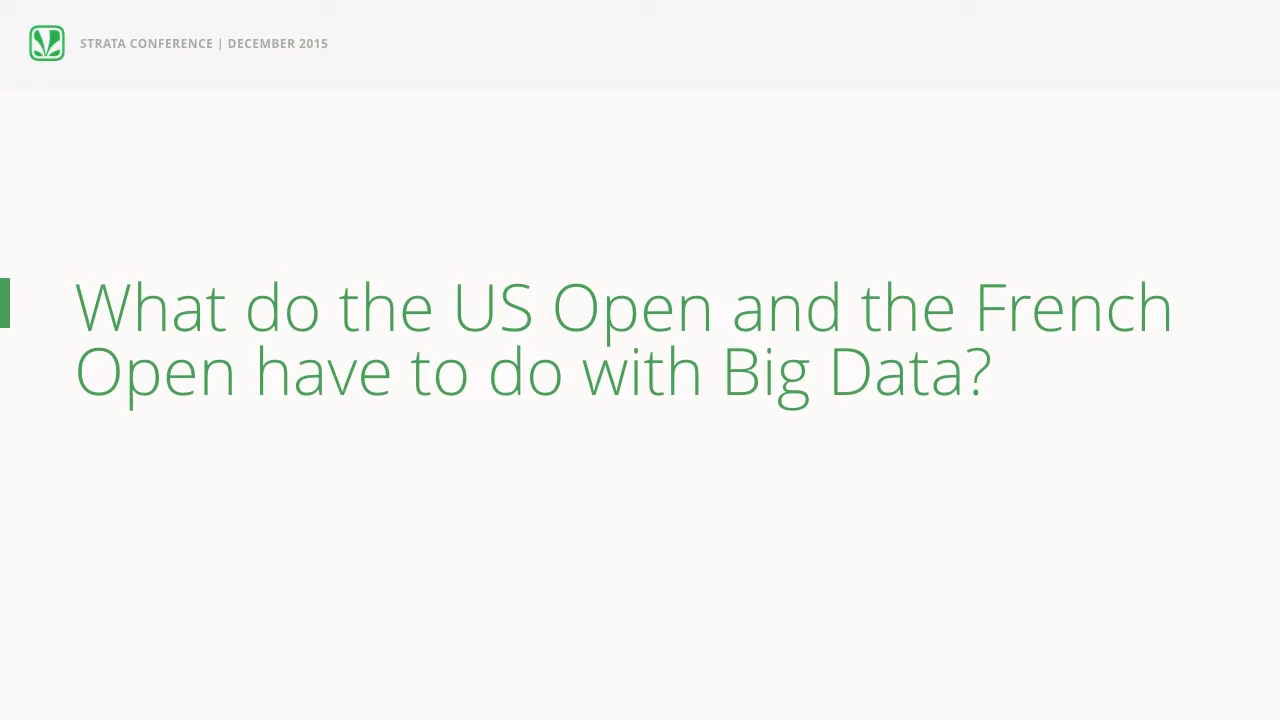 STRATA CONFERENCE | DECEMBER 2015
What do the US Open and the French
Open have to do with Big Data?